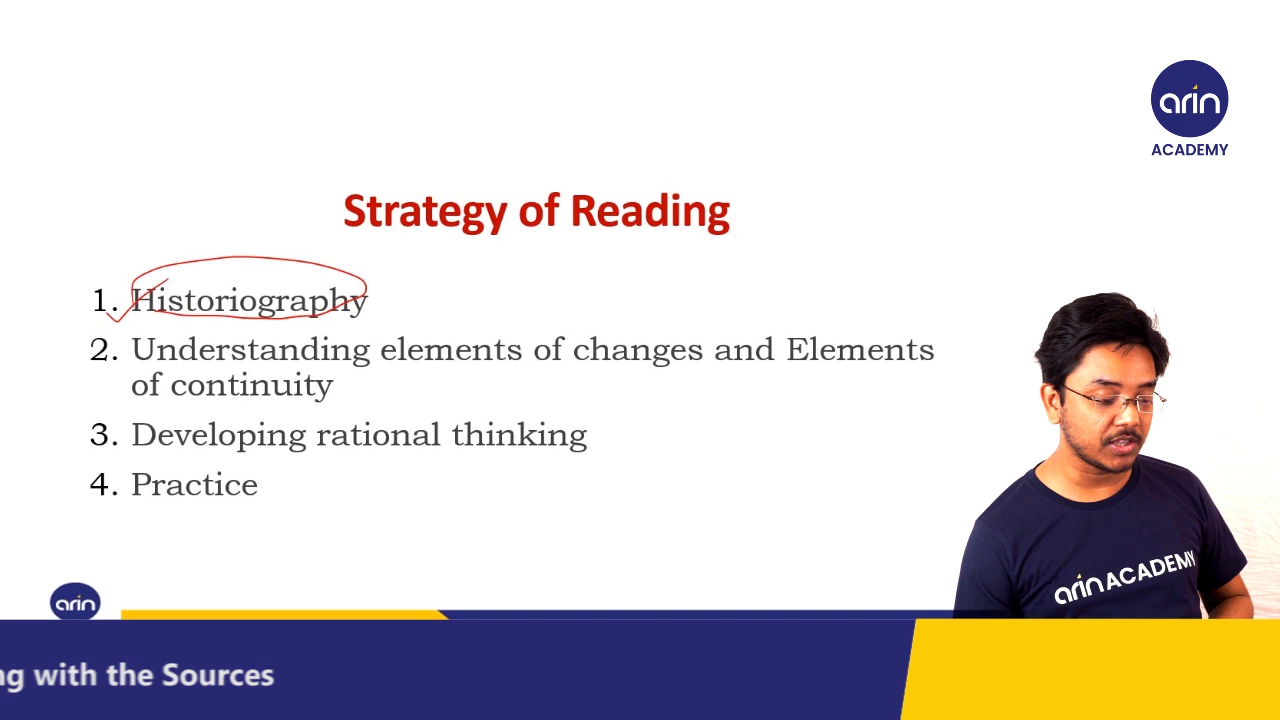 arin
ACADEMY
Strategy of Reading
1. Historiography
2. Understanding elements of changes and Elements
of continuity
3. Developing rational thinking
4. Practice
arin ACADEMY
arin
ng with the Sources